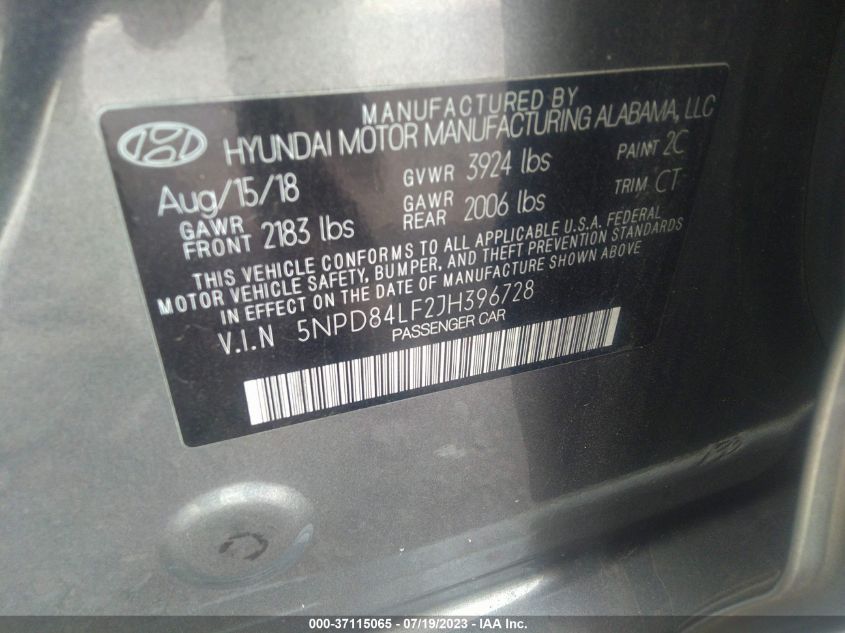 MANUFACTURED BY
HYUNDAI MOTOR MANUFACTURING ALABAMA, LLC
Aug/15/18 GVWR 3924 lbs PAINT 2C
GAWR FRONT 2183 lbs GAWR REAR 2006 lbs TRIM CT
THIS VEHICLE CONFORMS TO ALL APPLICABLE U.S.A. FEDERAL
MOTOR VEHICLE SAFETY, BUMPER, AND THEFT PREVENTION STANDARDS
IN EFFECT ON THE DATE OF MANUFACTURE SHOWN ABOVE
V.I.N 5NPD84LF2JH396728
PASSENGER CAR
000-37115065 - 07/19/2023 - IAA Inc.